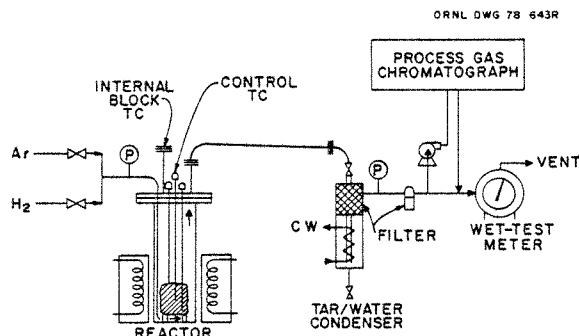 ORNL DWG 78 643R
PROCESS GAS
CHROMATOGRAPH
INTERNAL
BLOCK
TC
CONTROL
TC
Ar
P
H2
P
VENT
CW
FILTER
WET-TEST
METER
TAR/WATER
CONDENSER
REACTOR